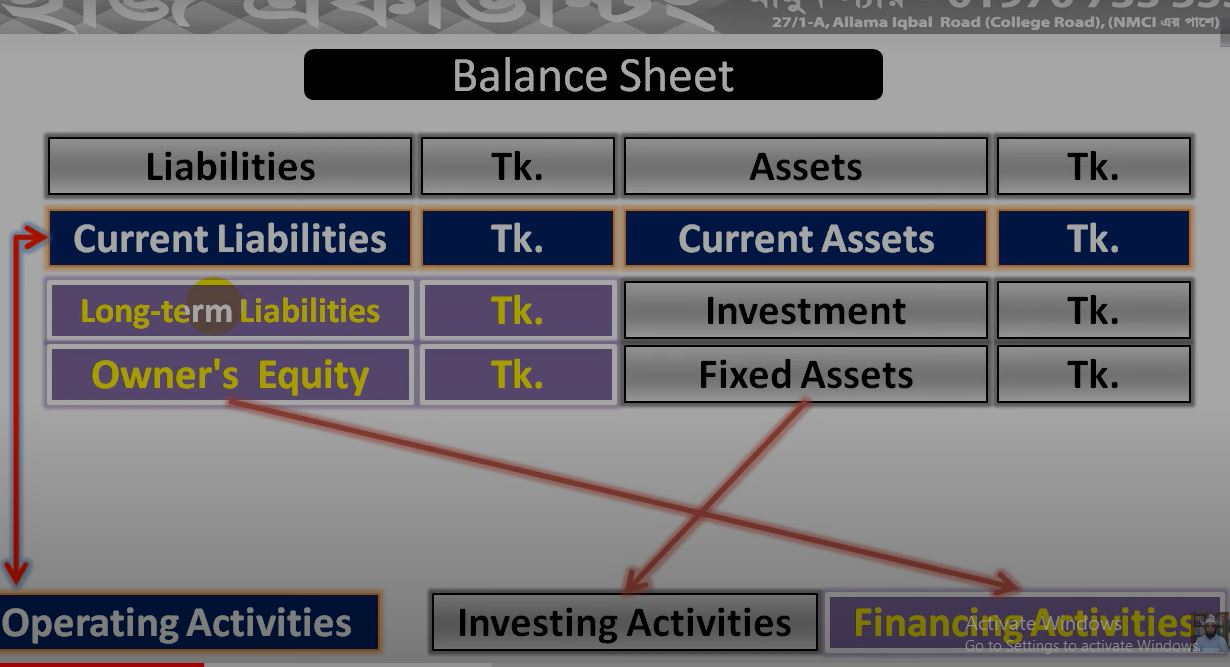 27/1-A, Allama Iqbal Road (College Road), (NMCI এর পাশে)
Balance Sheet
Liabilities Tk. Assets Tk.
Current Liabilities Tk. Current Assets Tk.
Long-term Liabilities Tk. Investment Tk.
Owner's Equity Tk. Fixed Assets Tk.
Operating Activities Investing Activities Financing Activities
Activate Windows
Go to Settings to activate Windows.